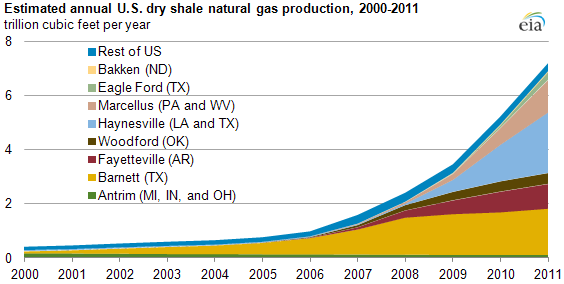 Estimated annual U.S. dry shale natural gas production, 2000-2011
trillion cubic feet per year
eia
8
Rest of US
Bakken (ND)
Eagle Ford (TX)
Marcellus (PA and WV)
Haynesville (LA and TX)
Woodford (OK)
Fayetteville (AR)
Barnett (TX)
Antrim (MI, IN, and OH)
6
4
2
0
2000 2001 2002 2003 2004 2005 2006 2007 2008 2009 2010 2011